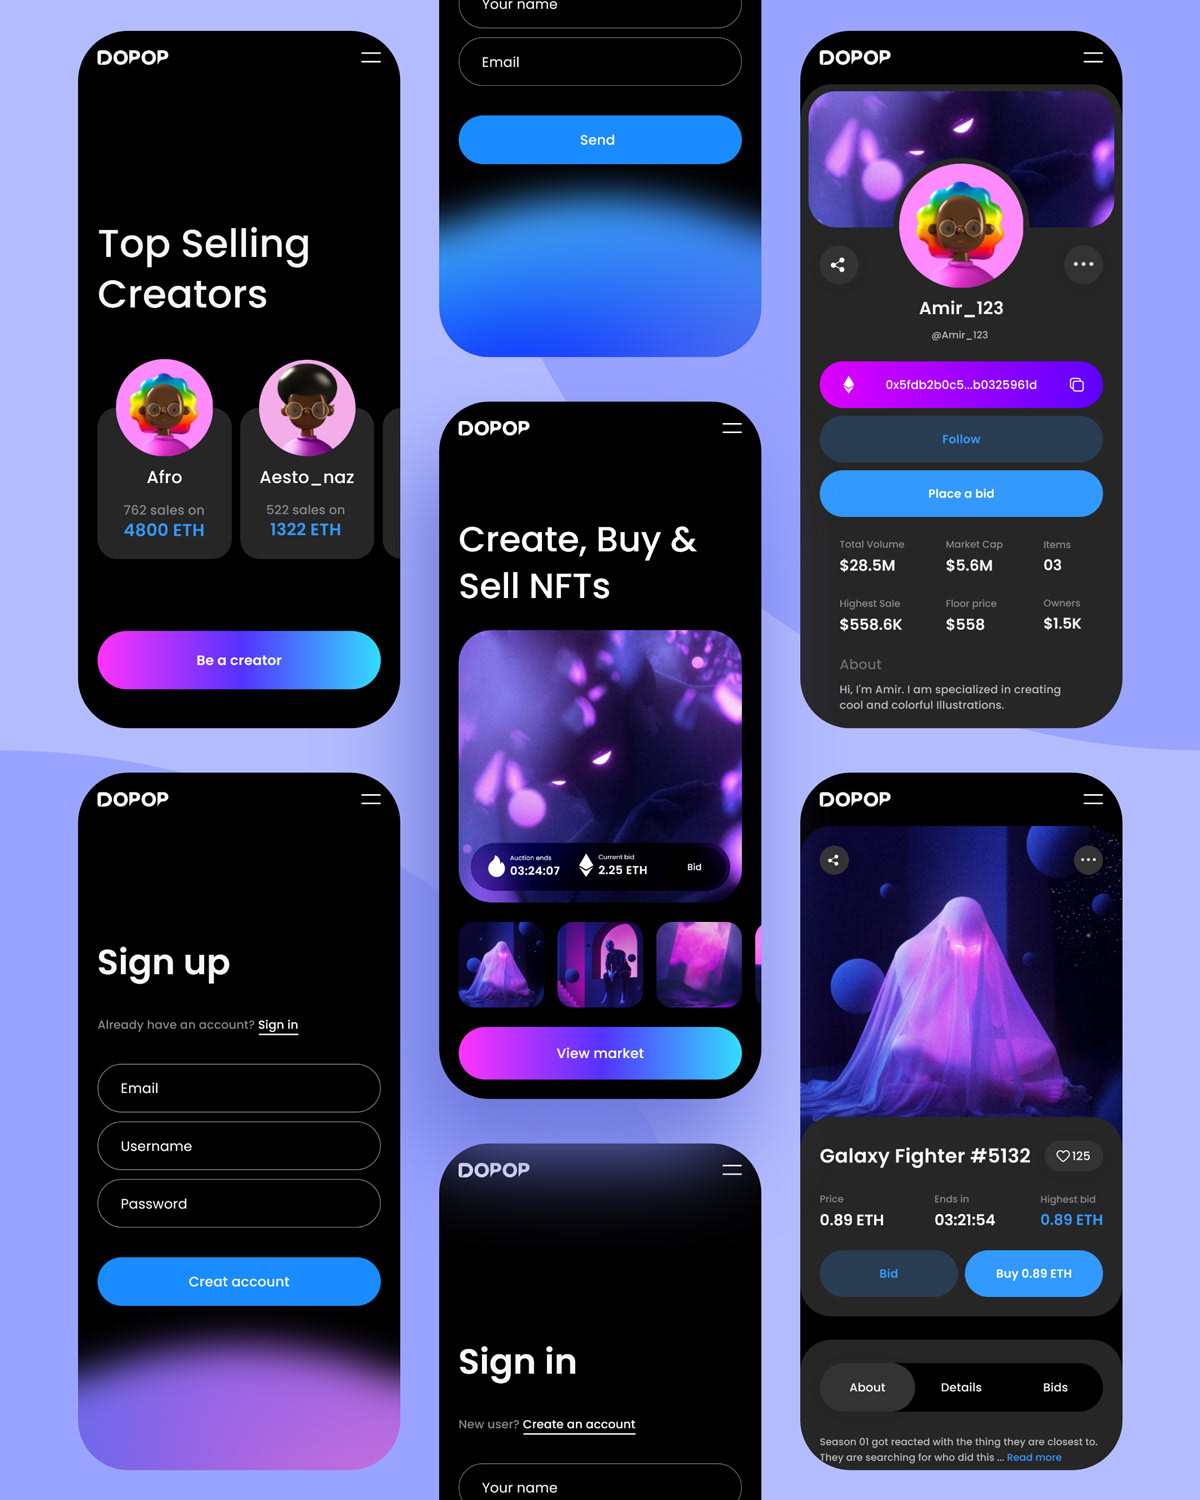 DOPOP
Top Selling
Creators
Afro
762 sales on
4800 ETH
Aesto_naz
522 sales on
1322 ETH
Be a creator
DOPOP
Sign up
Already have an account? Sign in
Email
Username
Password
Creat account
Your name
Email
Send
DOPOP
Create, Buy &
Sell NFTs
Auction ends
03:24:07
Current bid
2.25 ETH
Bid
View market
DOPOP
Sign in
New user? Create an account
Your name
DOPOP
Amir_123
@Amir_123
0x5fdb2b0c5...b0325961d
Follow
Place a bid
Total Volume
$28.5M
Market Cap
$5.6M
Items
03
Highest Sale
$558.6K
Floor price
$558
Owners
$1.5K
About
Hi, I'm Amir. I am specialized in creating
cool and colorful Illustrations.
DOPOP
Galaxy Fighter #5132
125
Price
0.89 ETH
Ends in
03:21:54
Highest bid
0.89 ETH
Bid
Buy 0.89 ETH
About
Details
Bids
Season 01 got reacted with the thing they are closest to.
They are searching for who did this ... Read more